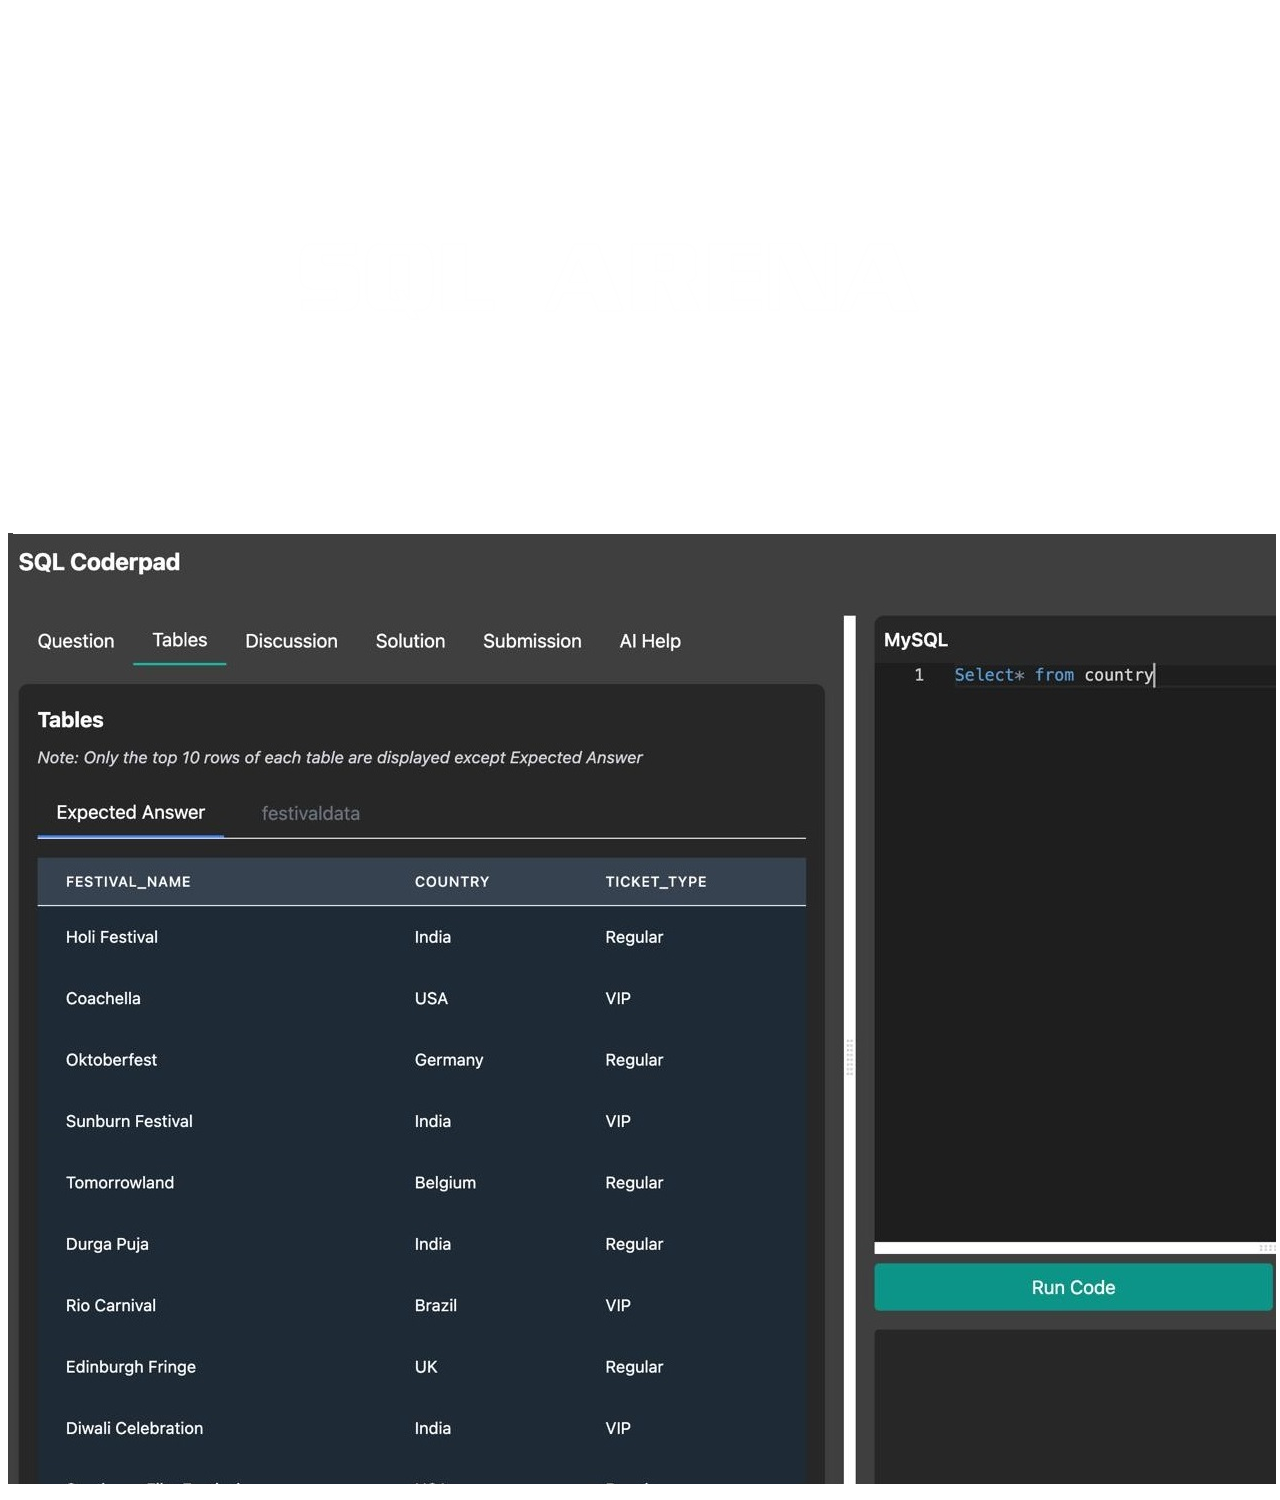 SQL Coderpad
Question Tables Discussion Solution Submission AI Help
Tables
Note: Only the top 10 rows of each table are displayed except Expected Answer
Expected Answer festivaldata
FESTIVAL_NAME COUNTRY TICKET_TYPE
Holi Festival India Regular
Coachella USA VIP
Oktoberfest Germany Regular
Sunburn Festival India VIP
Tomorrowland Belgium Regular
Durga Puja India Regular
Rio Carnival Brazil VIP
Edinburgh Fringe UK Regular
Diwali Celebration India VIP
MySQL
1 Select* from country
Run Code